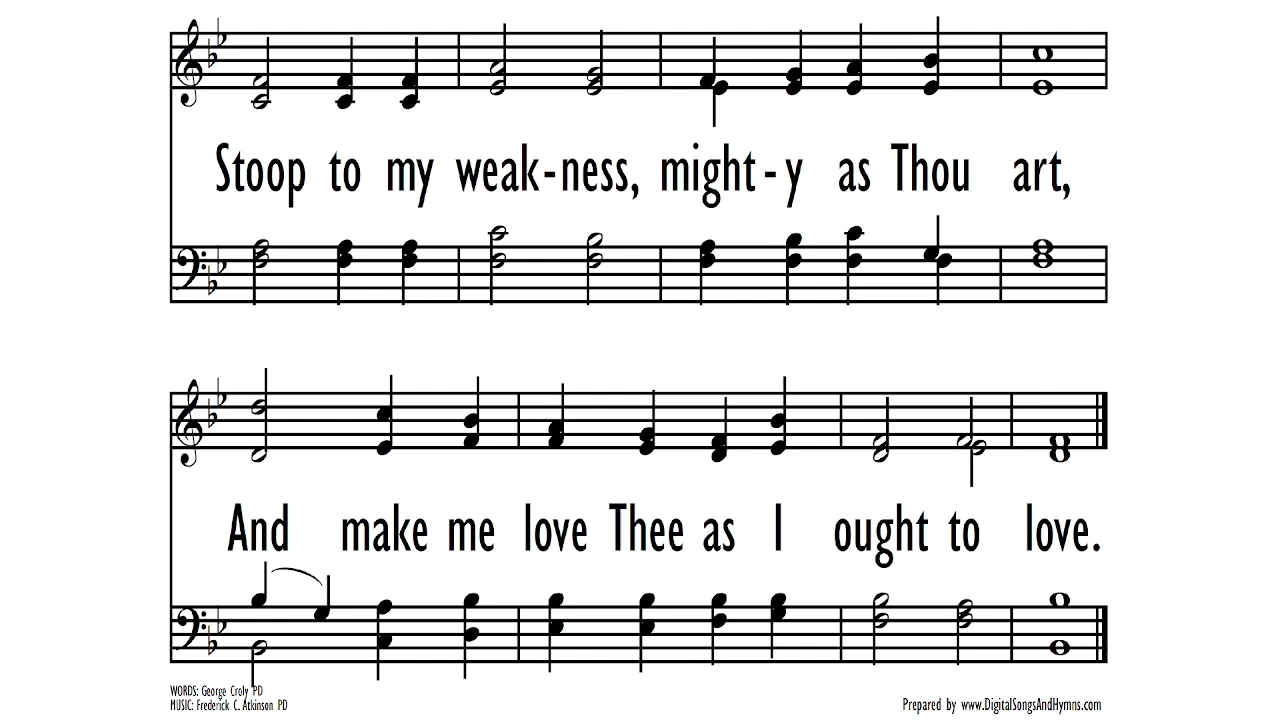 Stoop to my weak-ness, might-y as Thou art,
And make me love Thee as I ought to love.
WORDS: George Croly PD
MUSIC: Frederick C. Atkinson PD
Prepared by www.DigitalSongsAndHymns.com